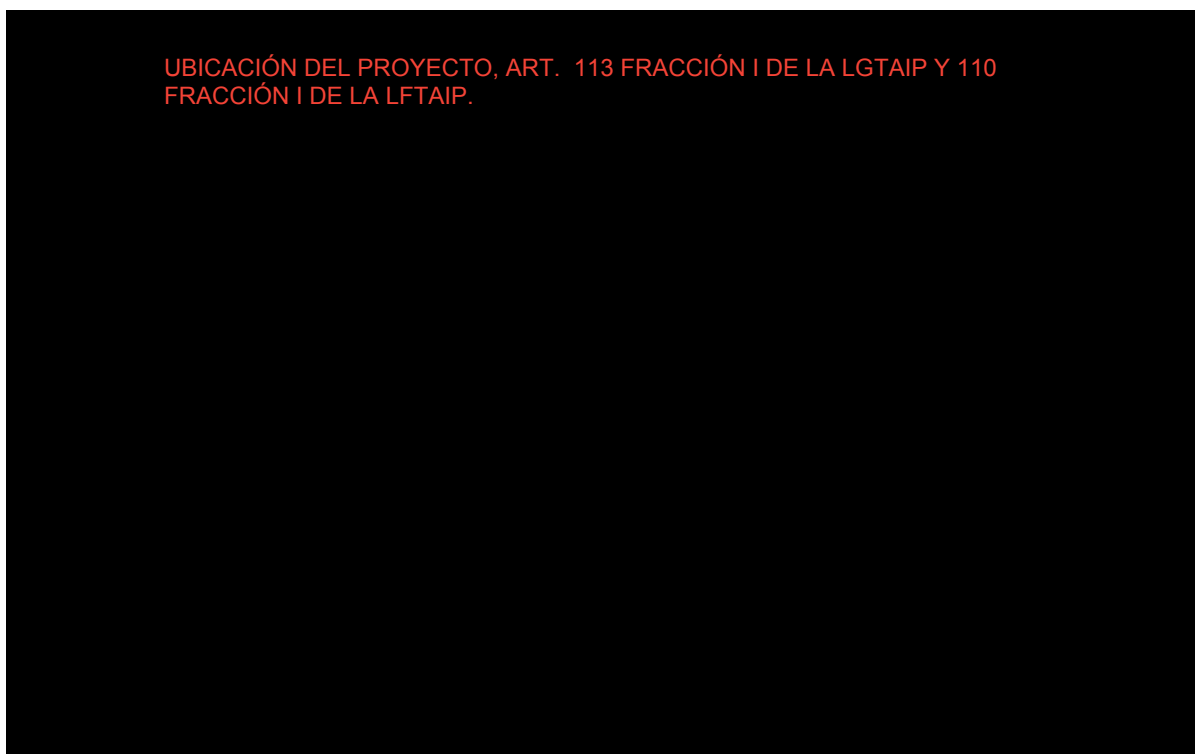 UBICACIÓN DEL PROYECTO, ART.  113 FRACCIÓN I DE LA LGTAIP Y 110
FRACCIÓN I DE LA LFTAIP.